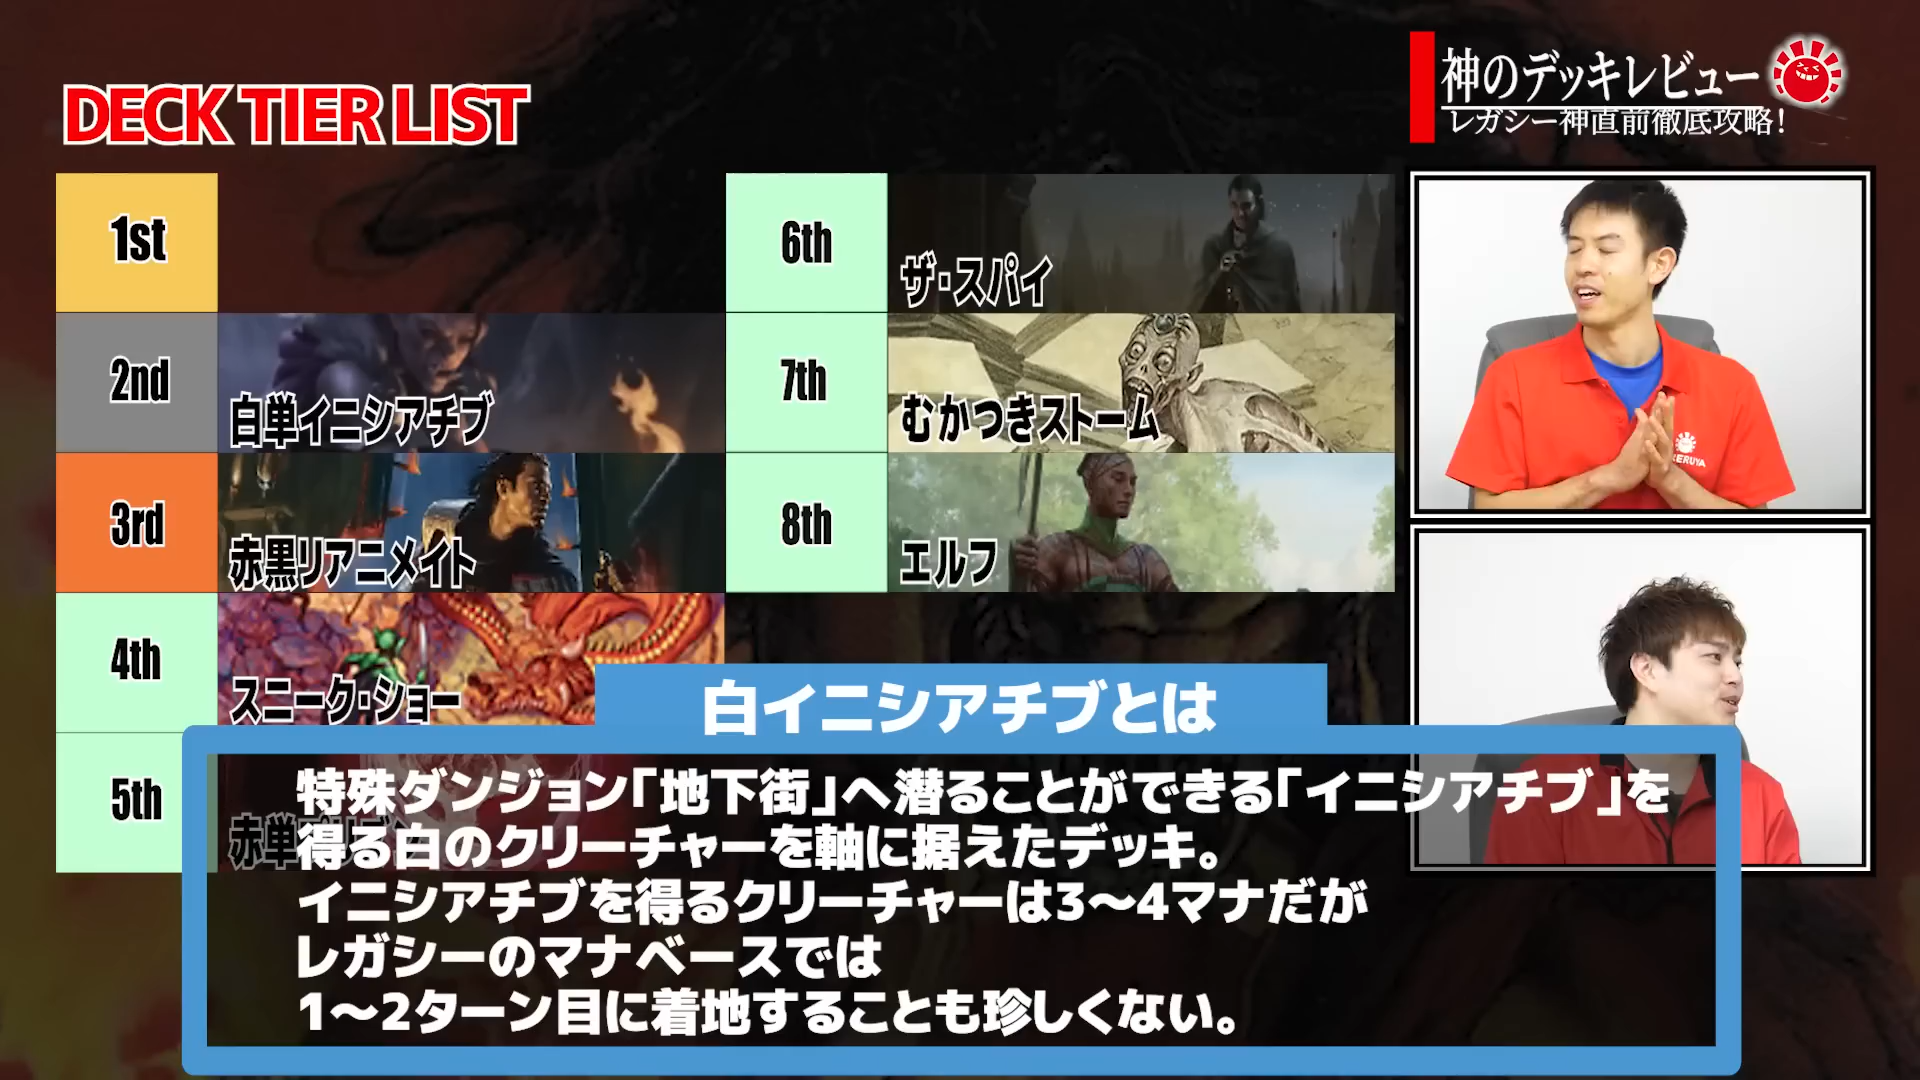 DECK TIER LIST
神のデッキレビュー
レガシー神直前徹底攻略！
1st
2nd
白単イニシアチブ
3rd
赤黒リアニメイト
4th
スニーク・ショー
5th
赤単
6th
ザ・スパイ
7th
むかつきストーム
8th
エルフ
白イニシアチブとは
特殊ダンジョン「地下街」へ潜ることができる「イニシアチブ」を
得る白のクリーチャーを軸に据えたデッキ。
イニシアチブを得るクリーチャーは3～4マナだが
レガシーのマナベースでは
1～2ターン目に着地することも珍しくない。